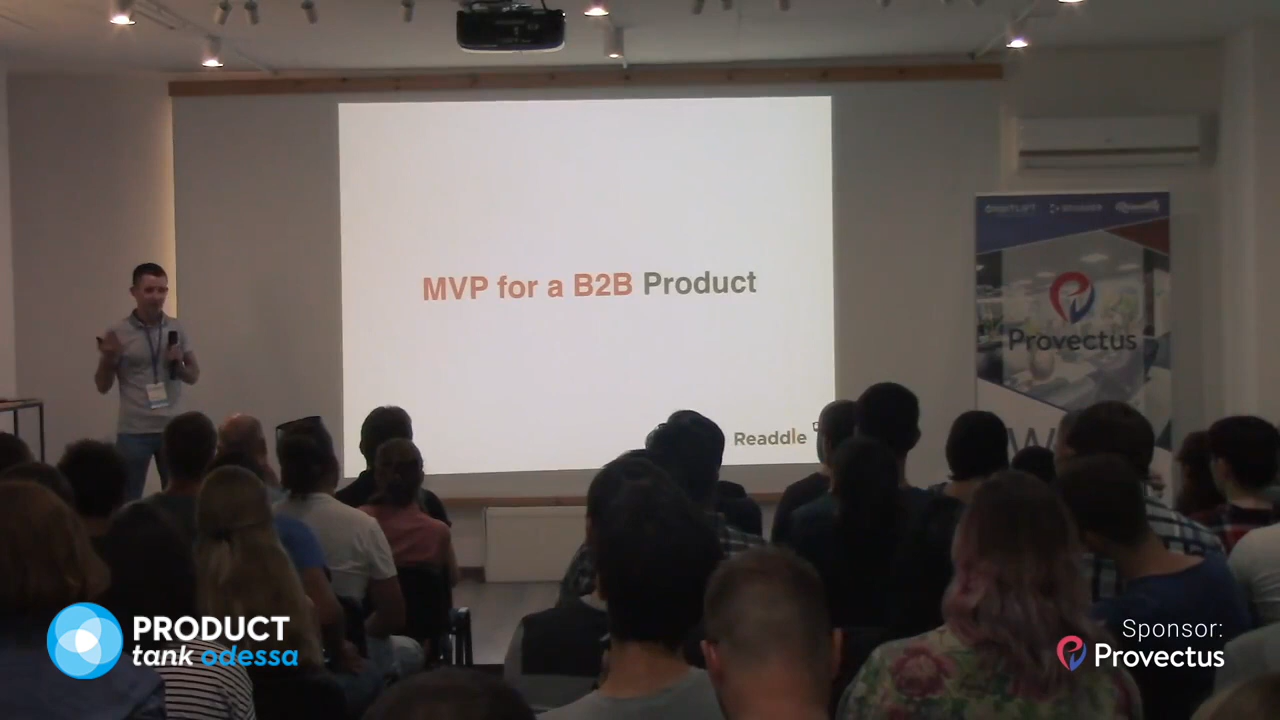 MVP for a B2B Product
Readdle
Provectus
PRODUCT
tank odessa
Sponsor:
Provectus